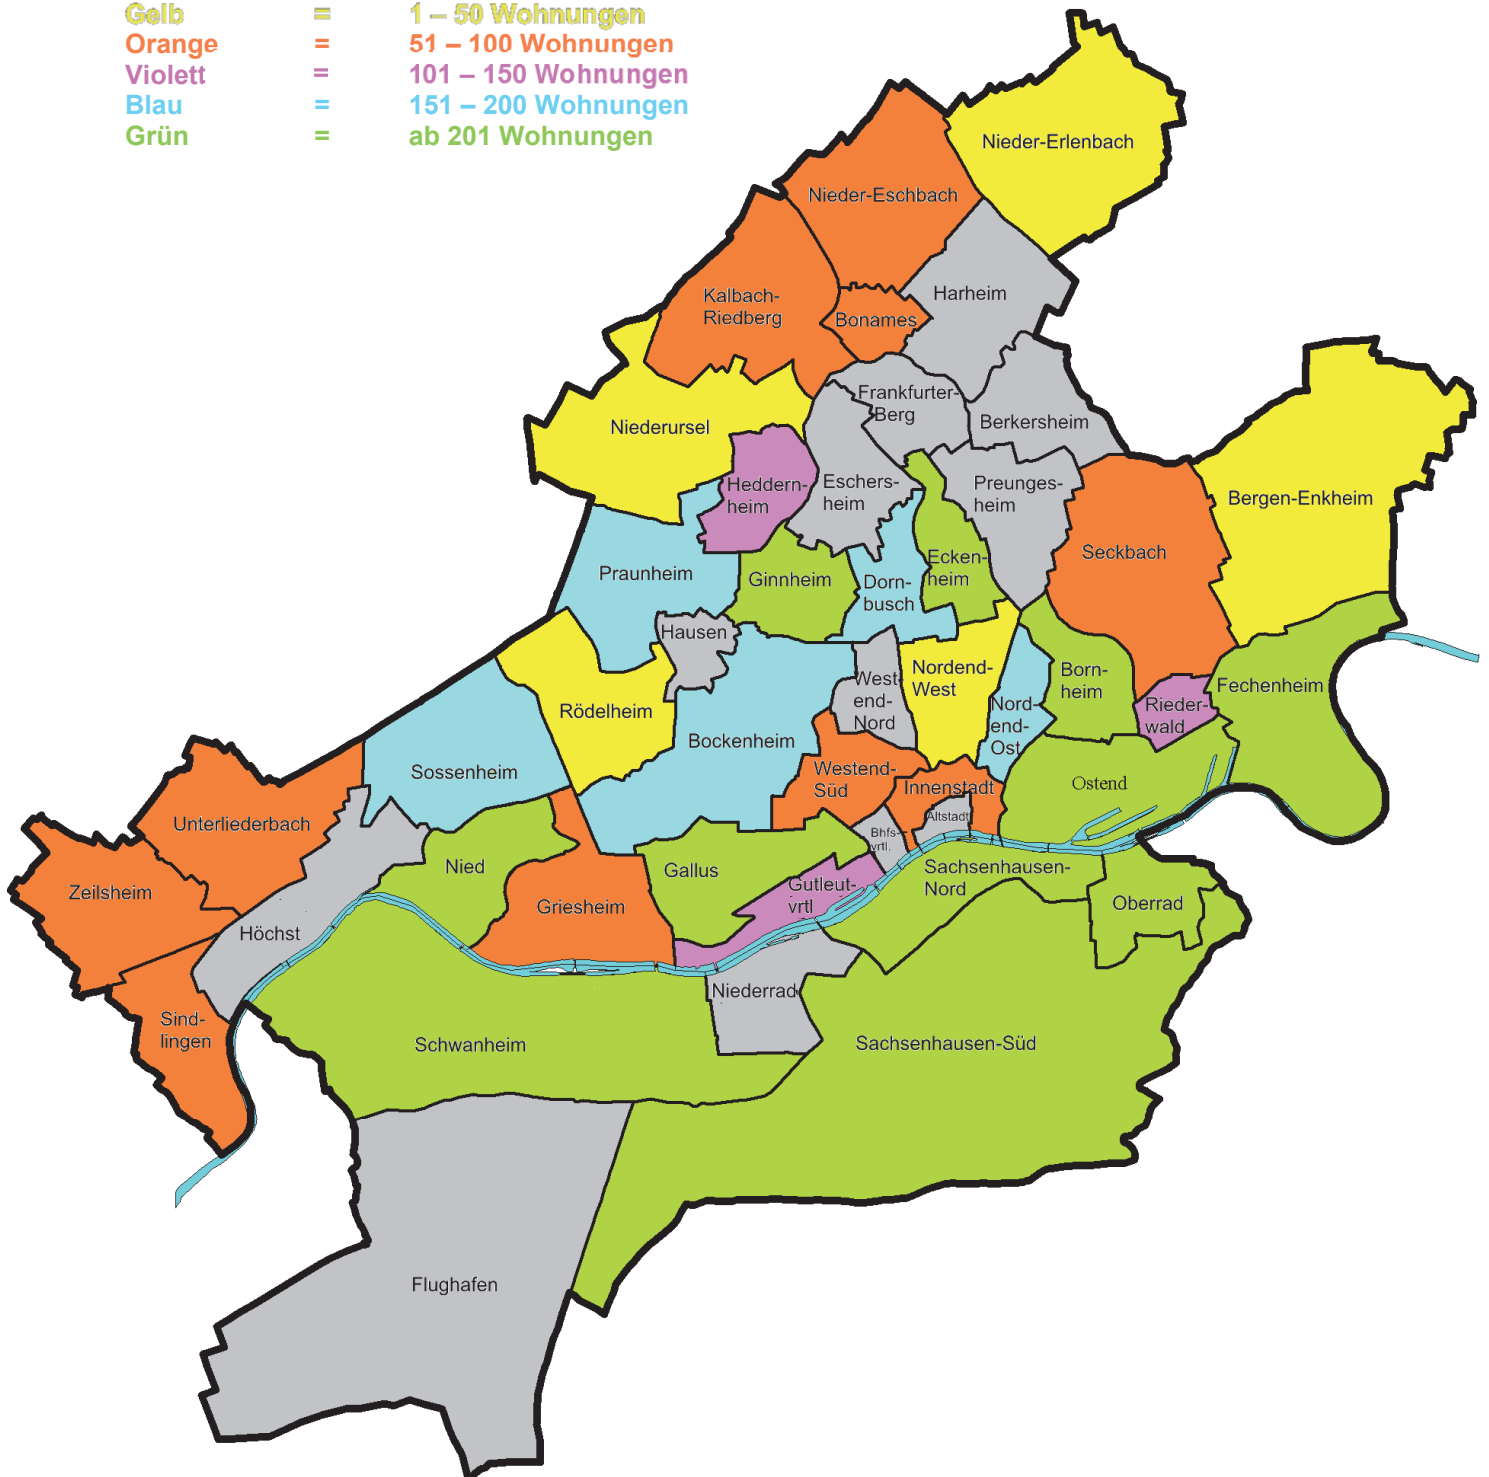 Gelb = 1 – 50 Wohnungen
Orange = 51 – 100 Wohnungen
Violett = 101 – 150 Wohnungen
Blau = 151 – 200 Wohnungen
Grün = ab 201 Wohnungen
Nieder-Erlenbach
Nieder-Eschbach
Harheim
Kalbach-
Riedberg
Bonames
Frankfurter-
Berg
Berkersheim
Niederursel
Heddern-
heim
Eschers-
heim
Preunges-
heim
Bergen-Enkheim
Seckbach
Praunheim
Ginnheim
Dorn-
busch
Ecken-
heim
Hausen
Rödelheim
West-
end-
Nord
Nordend-
West
Nord-
end-
Ost
Born-
heim
Rieder-
wald
Fechenheim
Bockenheim
Sossenheim
Westend-
Süd
Innenstadt
Altstadt
Ostend
Unterliederbach
Bhfs-
vrtl.
Zeilsheim
Nied
Gallus
Gutleut-
vrtl
Sachsenhausen-
Nord
Oberrad
Griesheim
Höchst
Niederrad
Sind-
lingen
Schwanheim
Sachsenhausen-Süd
Flughafen